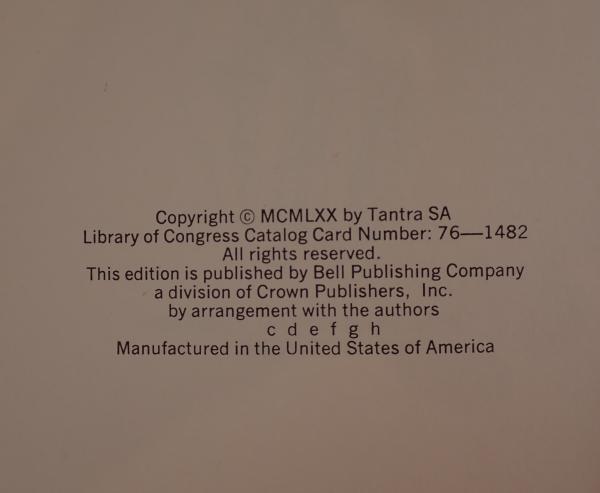 Copyright © MCMLXX by Tantra SA
Library of Congress Catalog Card Number: 76—1482
All rights reserved.
This edition is published by Bell Publishing Company
a division of Crown Publishers, Inc.
by arrangement with the authors
c d e f g h
Manufactured in the United States of America